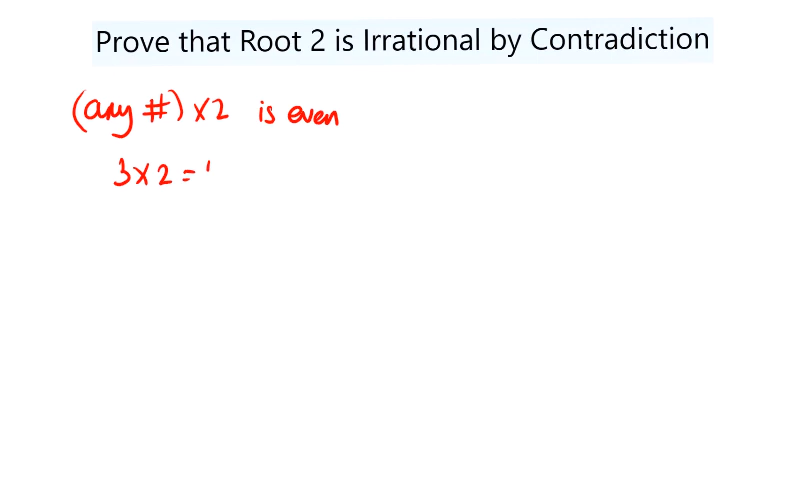 Prove that Root 2 is Irrational by Contradiction
(any #) x2 is even
3x2 =